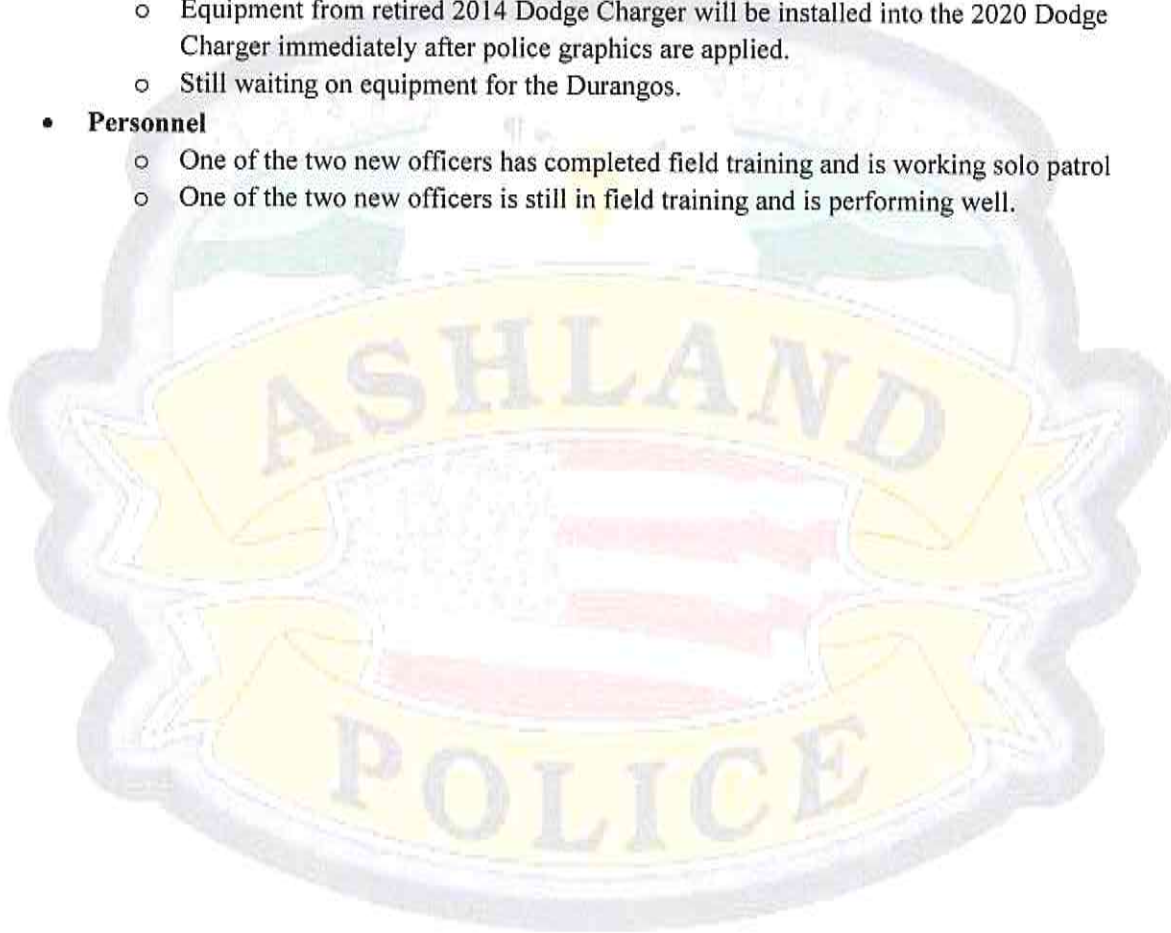 o Equipment from retired 2014 Dodge Charger will be installed into the 2020 Dodge
Charger immediately after police graphics are applied.
o Still waiting on equipment for the Durangos.
• Personnel
o One of the two new officers has completed field training and is working solo patrol
o One of the two new officers is still in field training and is performing well.
ASHLAND
POLICE